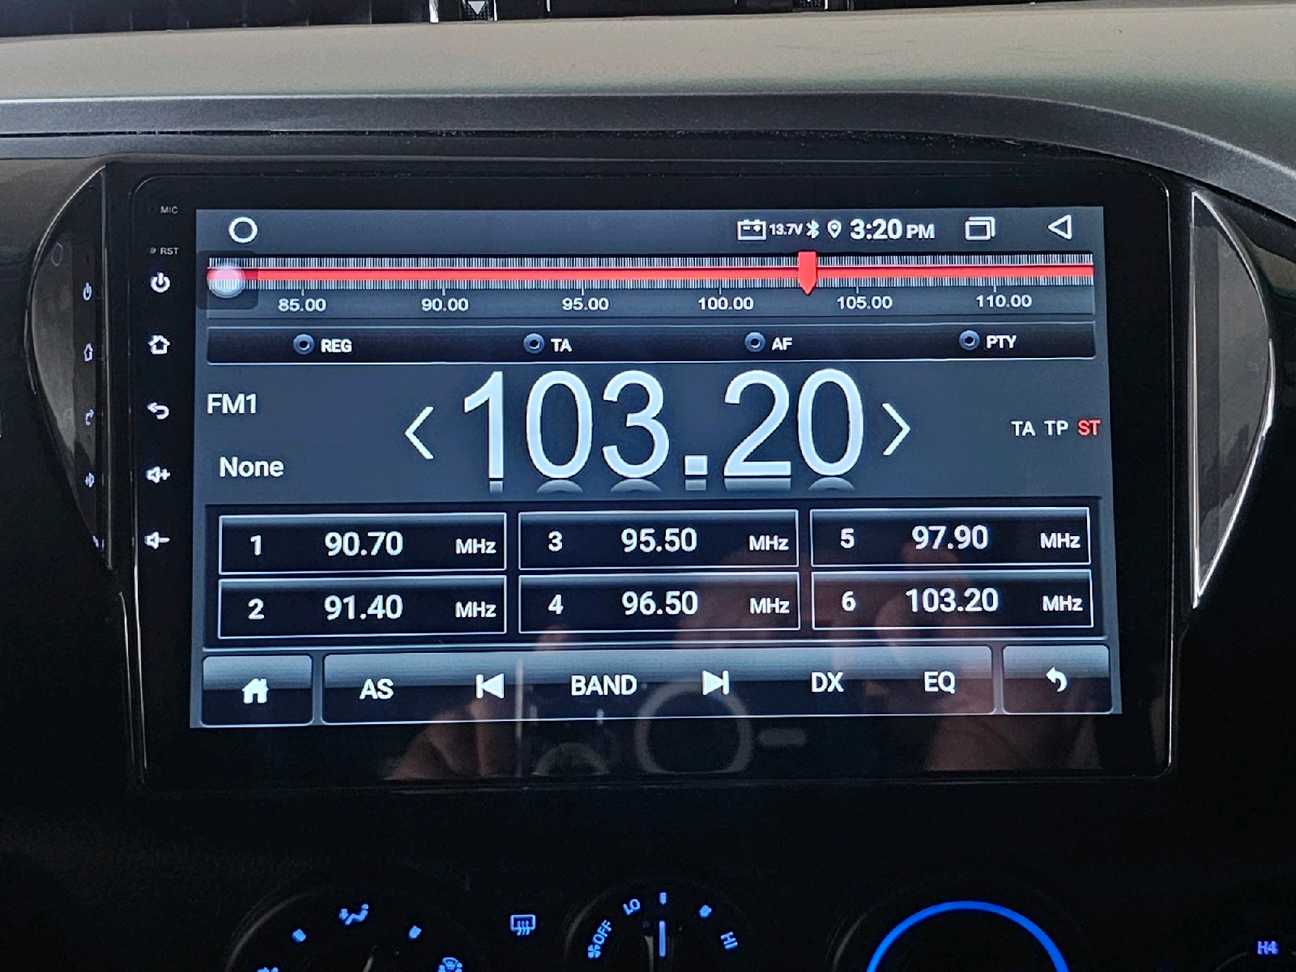 MIC
RST
13.7V 3:20 PM
85.00 90.00 95.00 100.00 105.00 110.00
REG TA AF PTY
FM1
103.20
TA TP ST
None
1 90.70 MHz 3 95.50 MHz 5 97.90 MHz
2 91.40 MHz 4 96.50 MHz 6 103.20 MHz
AS BAND DX EQ
OFF LO HI
H4